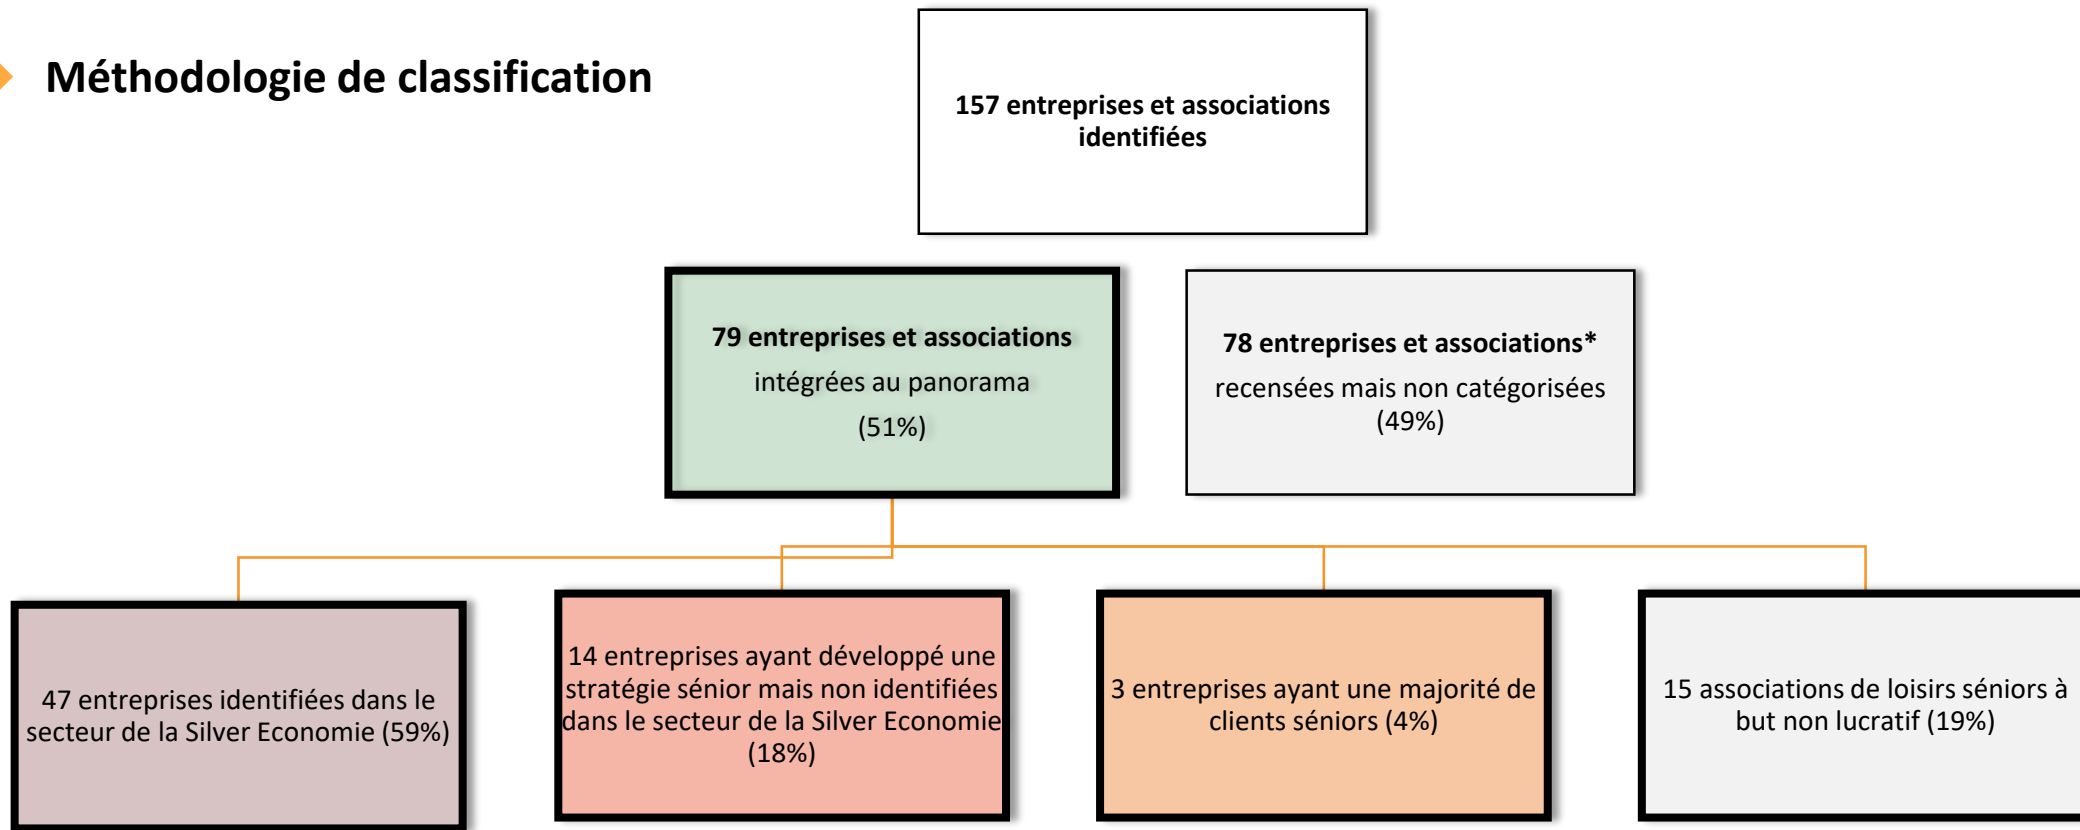 Méthodologie de classification
157 entreprises et associations
identifiées
79 entreprises et associations
intégrées au panorama
(51%)
78 entreprises et associations*
recensées mais non catégorisées
(49%)
47 entreprises identifiées dans le
secteur de la Silver Economie (59%)
14 entreprises ayant développé une
stratégie sénior mais non identifiées
dans le secteur de la Silver Economie
(18%)
3 entreprises ayant une majorité de
clients séniors (4%)
15 associations de loisirs séniors à
but non lucratif (19%)